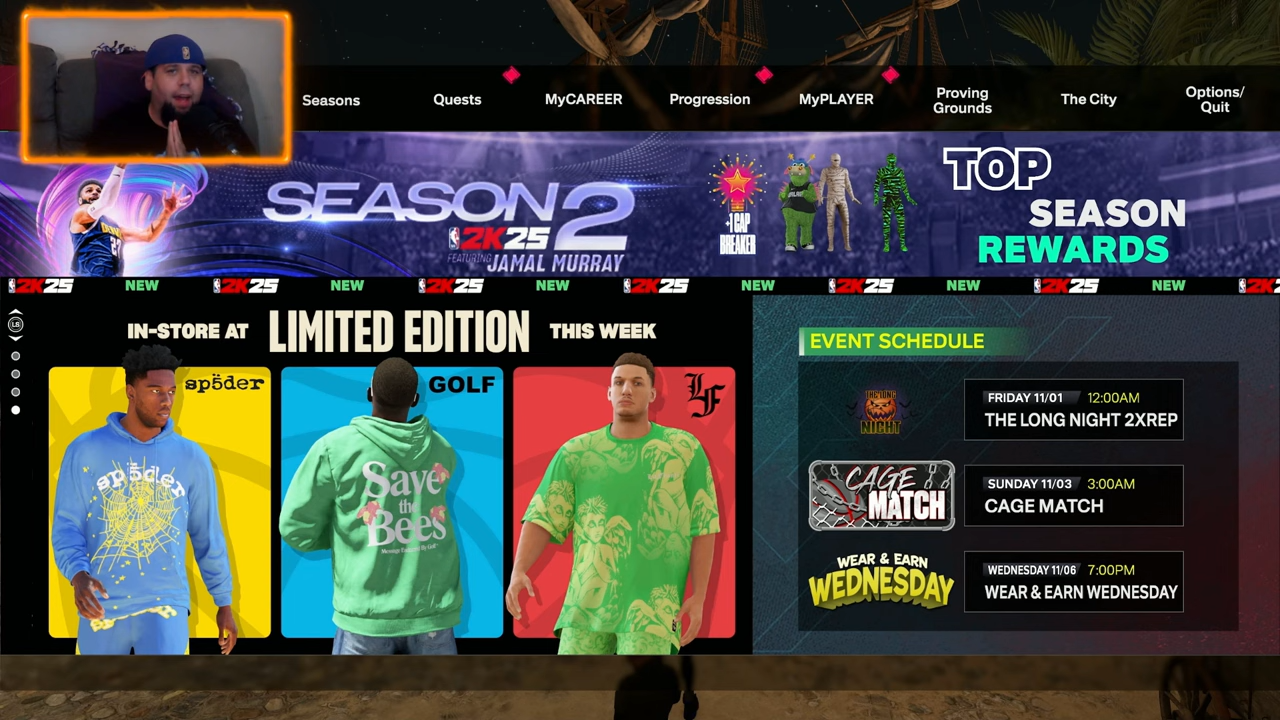 Seasons
Quests
MyCAREER
Progression
MyPLAYER
Proving
Grounds
The City
Options/
Quit
SEASON 2
2K25
FEATURING
JAMAL MURRAY
+1 CAP
BREAKER
TOP
SEASON
REWARDS
2K25 NEW 2K25 NEW 2K25 NEW 2K25 NEW 2K25 NEW 2K25 NEW
IN-STORE AT LIMITED EDITION THIS WEEK
LS
sp5der
GOLF
LF
sp5der
Save
the
Bees
EVENT SCHEDULE
THE LONG
NIGHT
FRIDAY 11/01 12:00AM
THE LONG NIGHT 2XREP
CAGE
MATCH
SUNDAY 11/03 3:00AM
CAGE MATCH
WEAR & EARN
WEDNESDAY
WEDNESDAY 11/06 7:00PM
WEAR & EARN WEDNESDAY